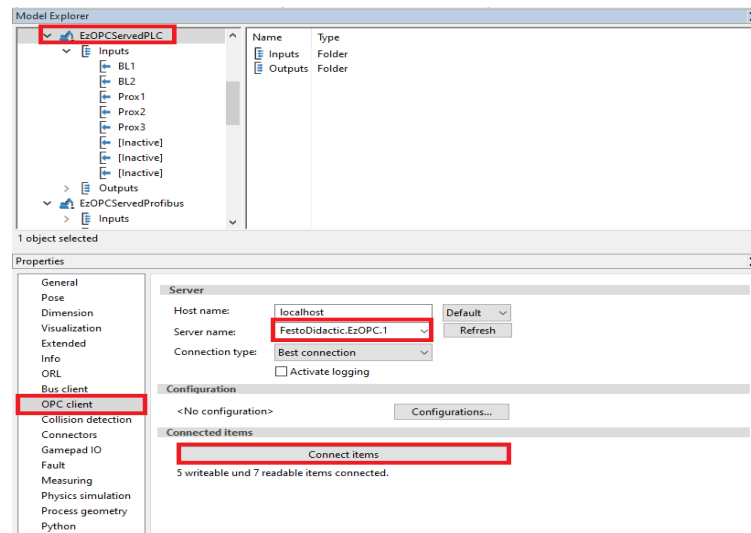 Model Explorer
EzOPCServedPLC
Inputs
BL1
BL2
Prox1
Prox2
Prox3
[Inactive]
[Inactive]
[Inactive]
Outputs
EzOPCServedProfibus
Inputs
Name Type
Inputs Folder
Outputs Folder
1 object selected
Properties
General
Pose
Dimension
Visualization
Extended
Info
ORL
Bus client
OPC client
Collision detection
Connectors
Gamepad IO
Fault
Measuring
Physics simulation
Process geometry
Python
Server
Host name: localhost Default
Server name: FestoDidactic.EzOPC.1 Refresh
Connection type: Best connection
Activate logging
Configuration
<No configuration> Configurations...
Connected items
Connect items
5 writeable und 7 readable items connected.